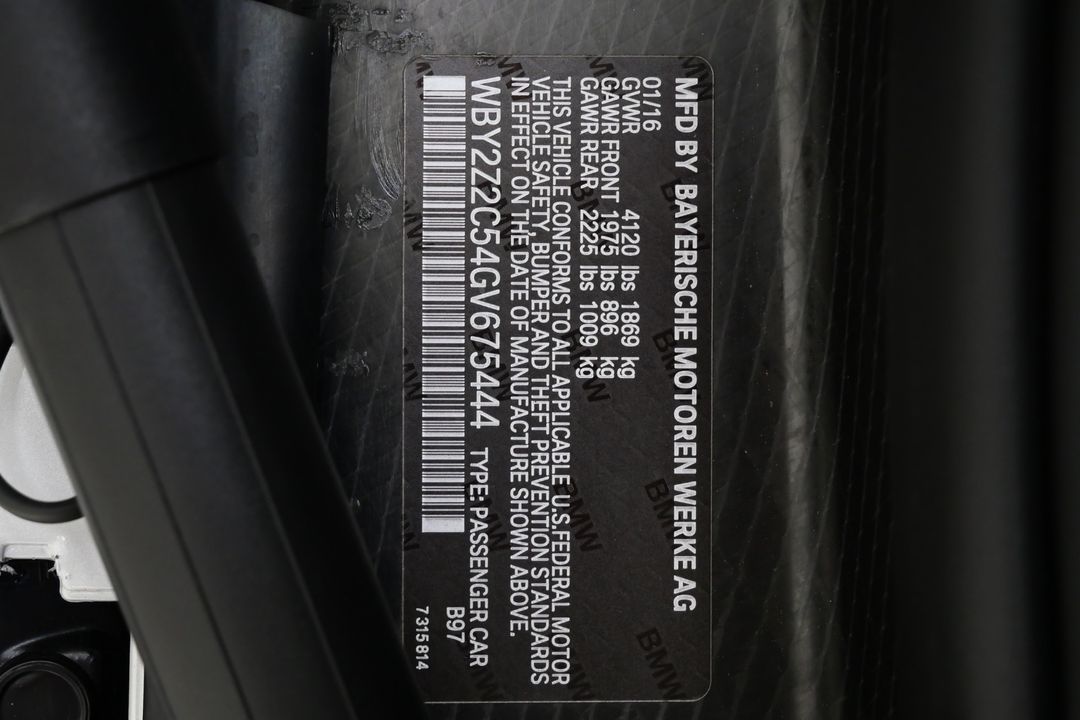 MFD BY BAYERISCHE MOTOREN WERKE AG
01/16
GVWR 4120 lbs 1869 kg
GAWR FRONT 1975 lbs 896 kg
GAWR REAR 2225 lbs 1009 kg
THIS VEHICLE CONFORMS TO ALL APPLICABLE U.S.FEDERAL MOTOR
VEHICLE SAFETY, BUMPER AND THEFT PREVENTION STANDARDS
IN EFFECT ON THE DATE OF MANUFACTURE SHOWN ABOVE.
WBY2Z2C54GV675444 TYPE: PASSENGER CAR
B97
7315814